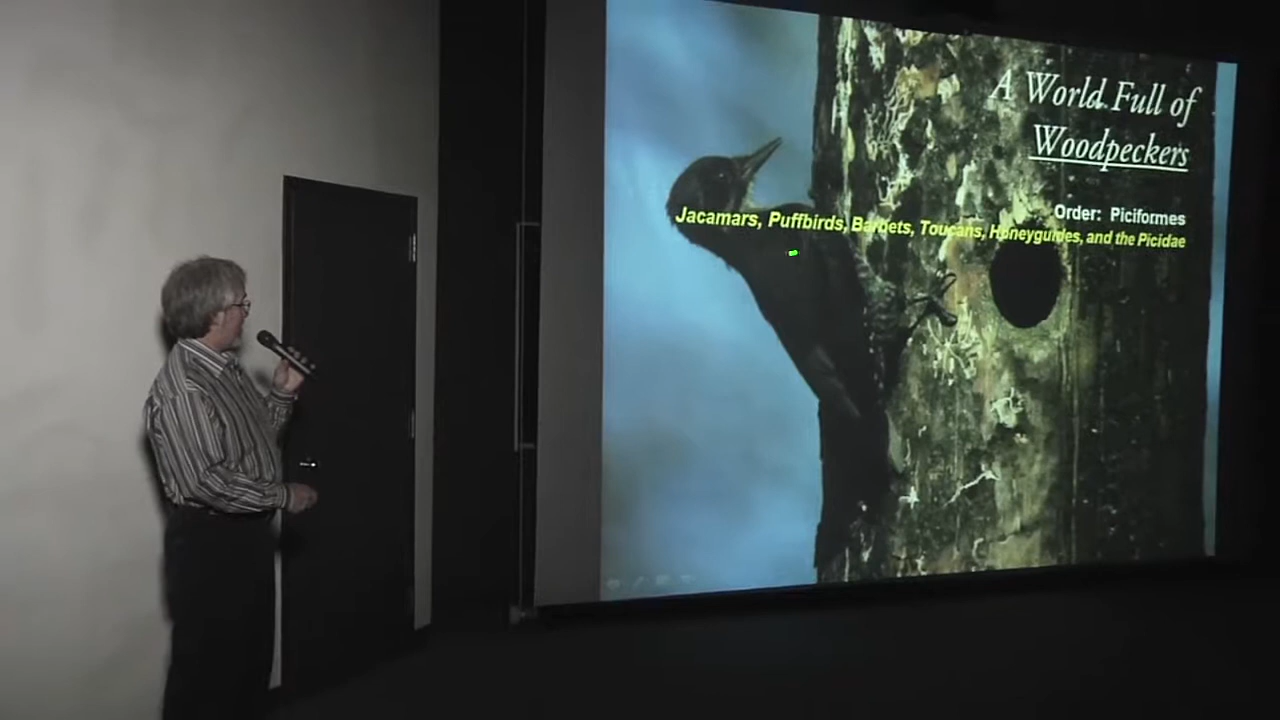 A World Full of
Woodpeckers
Order: Piciformes
Jacamars, Puffbirds, Barbets, Toucans, Honeyguides, and the Picidae